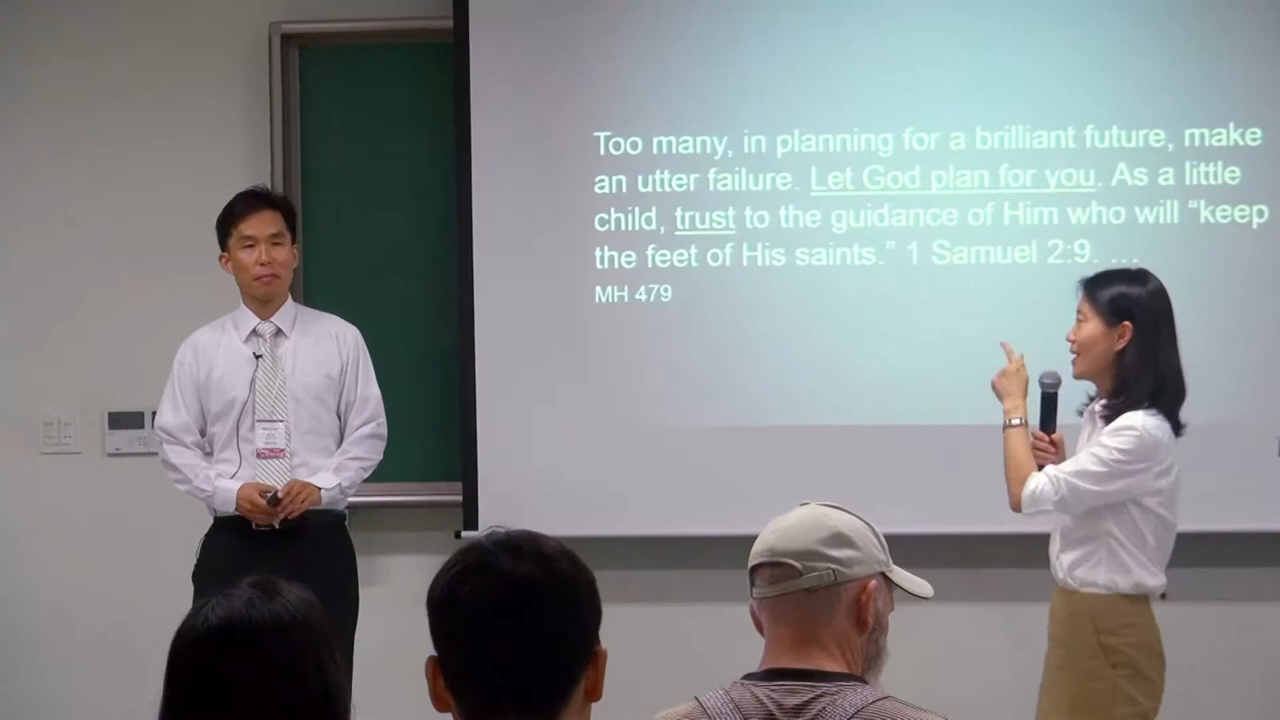 Too many, in planning for a brilliant future, make
an utter failure. Let God plan for you. As a little
child, trust to the guidance of Him who will “keep
the feet of His saints.” 1 Samuel 2:9. …
MH 479